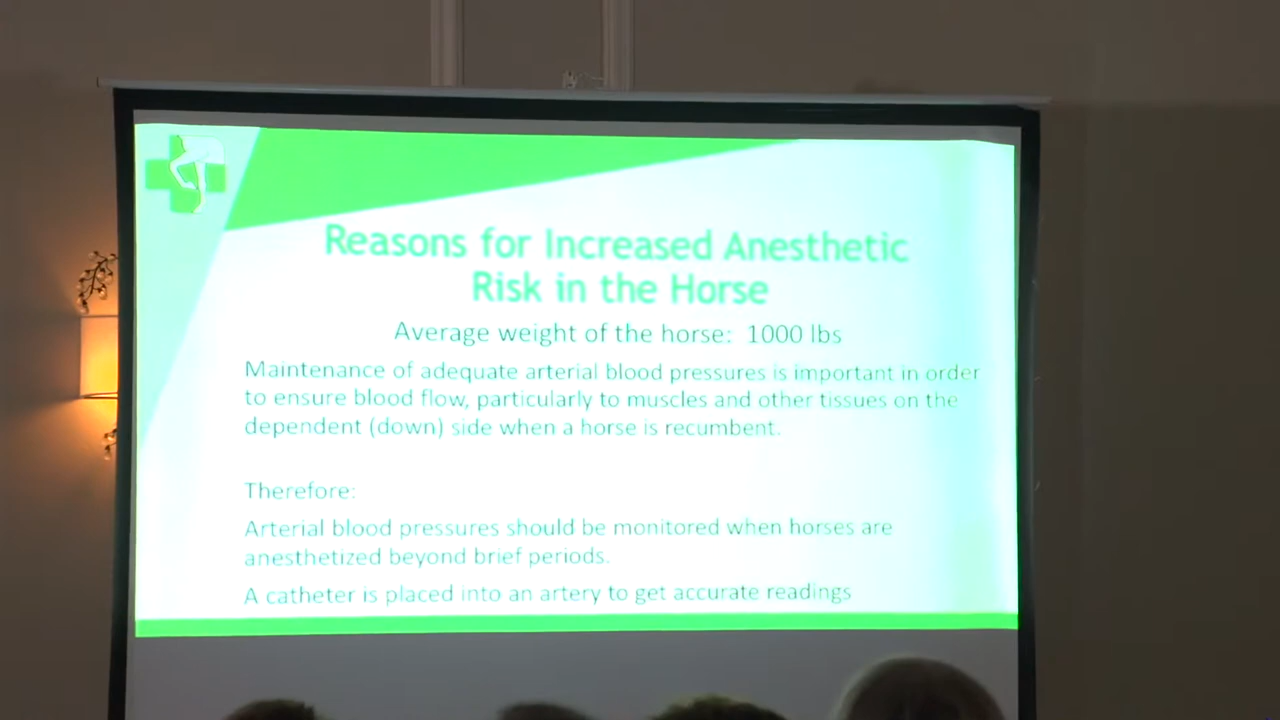 Reasons for Increased Anesthetic
Risk in the Horse
Average weight of the horse: 1000 lbs
Maintenance of adequate arterial blood pressures is important in order
to ensure blood flow, particularly to muscles and other tissues on the
dependent (down) side when a horse is recumbent.
Therefore:
Arterial blood pressures should be monitored when horses are
anesthetized beyond brief periods.
A catheter is placed into an artery to get accurate readings